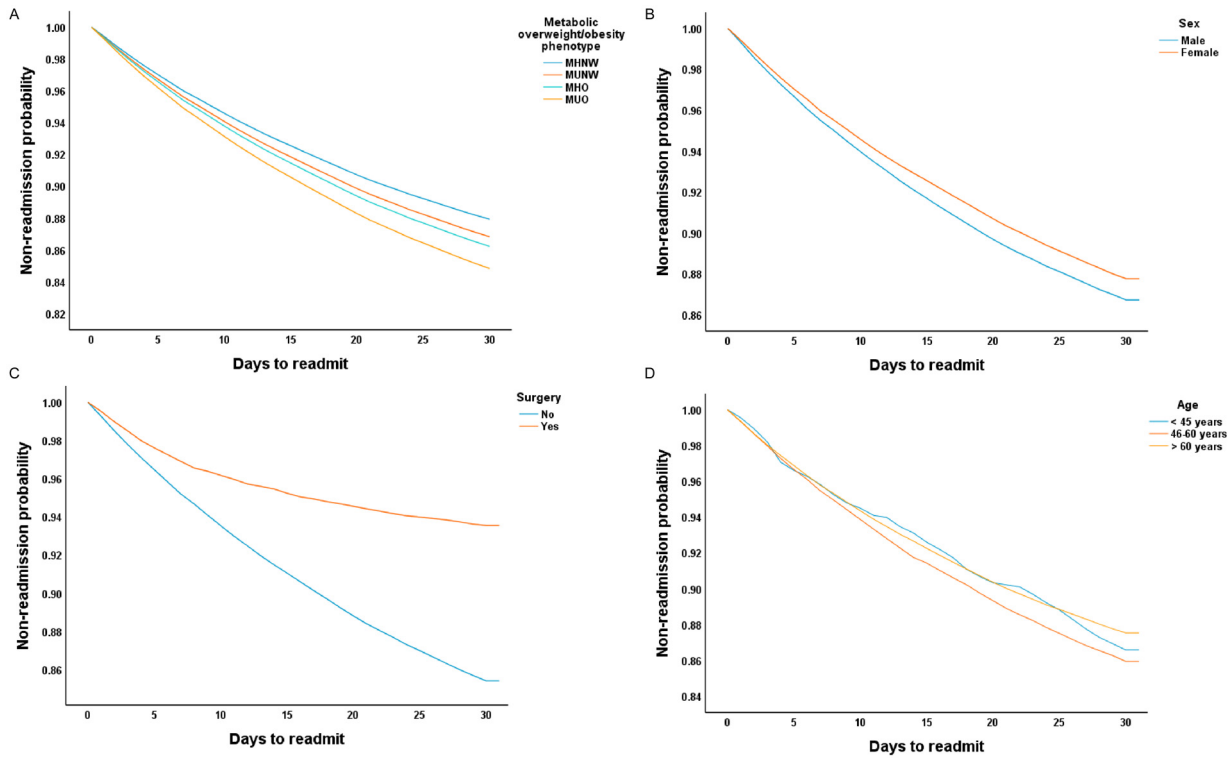 A
Metabolic
overweight/obesity
phenotype
MHNW
MUNW
MHO
MUO
Non-readmission probability
1.00
0.98
0.96
0.94
0.92
0.90
0.88
0.86
0.84
0.82
0 5 10 15 20 25 30
Days to readmit
B
Sex
Male
Female
Non-readmission probability
1.00
0.98
0.96
0.94
0.92
0.90
0.88
0.86
0 5 10 15 20 25 30
Days to readmit
C
Surgery
No
Yes
Non-readmission probability
1.00
0.98
0.96
0.94
0.92
0.90
0.88
0.86
0 5 10 15 20 25 30
Days to readmit
D
Age
< 45 years
46-60 years
> 60 years
Non-readmission probability
1.00
0.98
0.96
0.94
0.92
0.90
0.88
0.86
0.84
0 5 10 15 20 25 30
Days to readmit